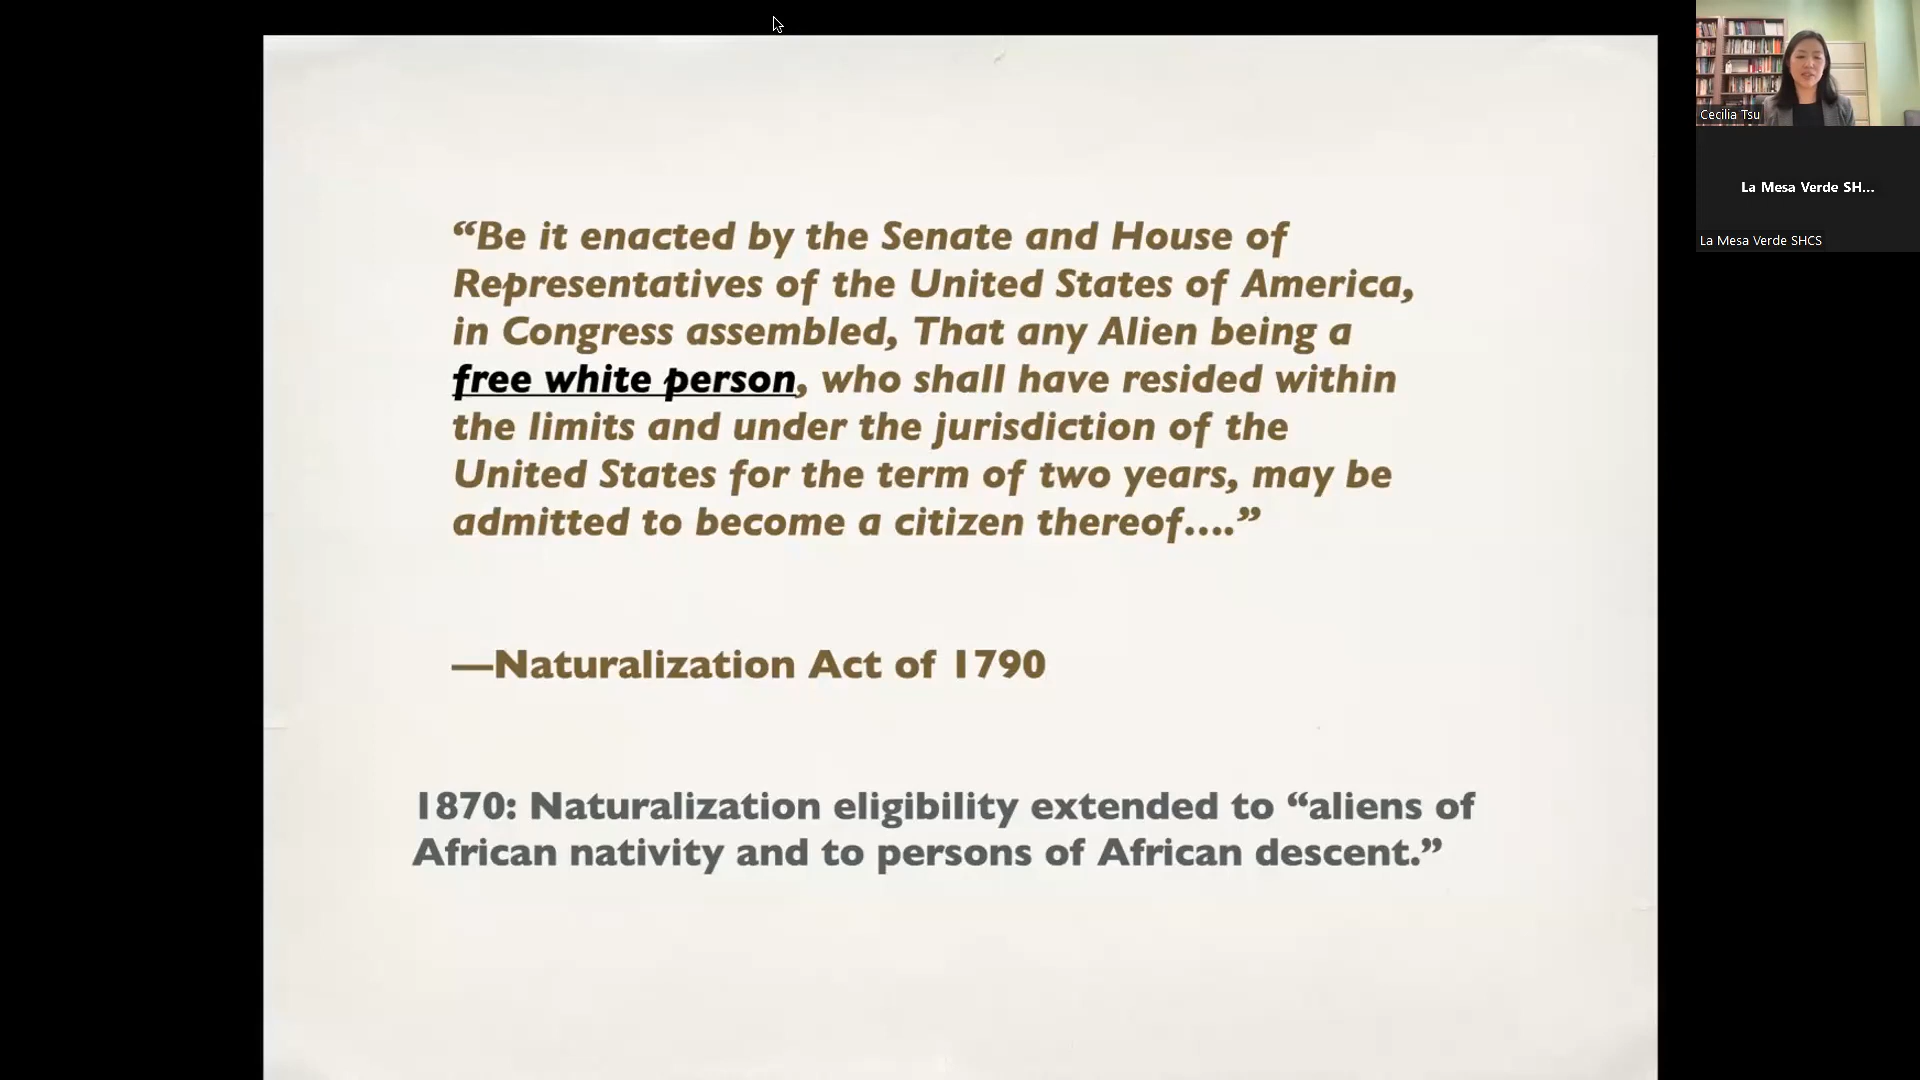 “Be it enacted by the Senate and House of
Representatives of the United States of America,
in Congress assembled, That any Alien being a
free white person, who shall have resided within
the limits and under the jurisdiction of the
United States for the term of two years, may be
admitted to become a citizen thereof….”
—Naturalization Act of 1790
1870: Naturalization eligibility extended to “aliens of
African nativity and to persons of African descent.”
Cecilia Tsu
La Mesa Verde SH...
La Mesa Verde SHCS